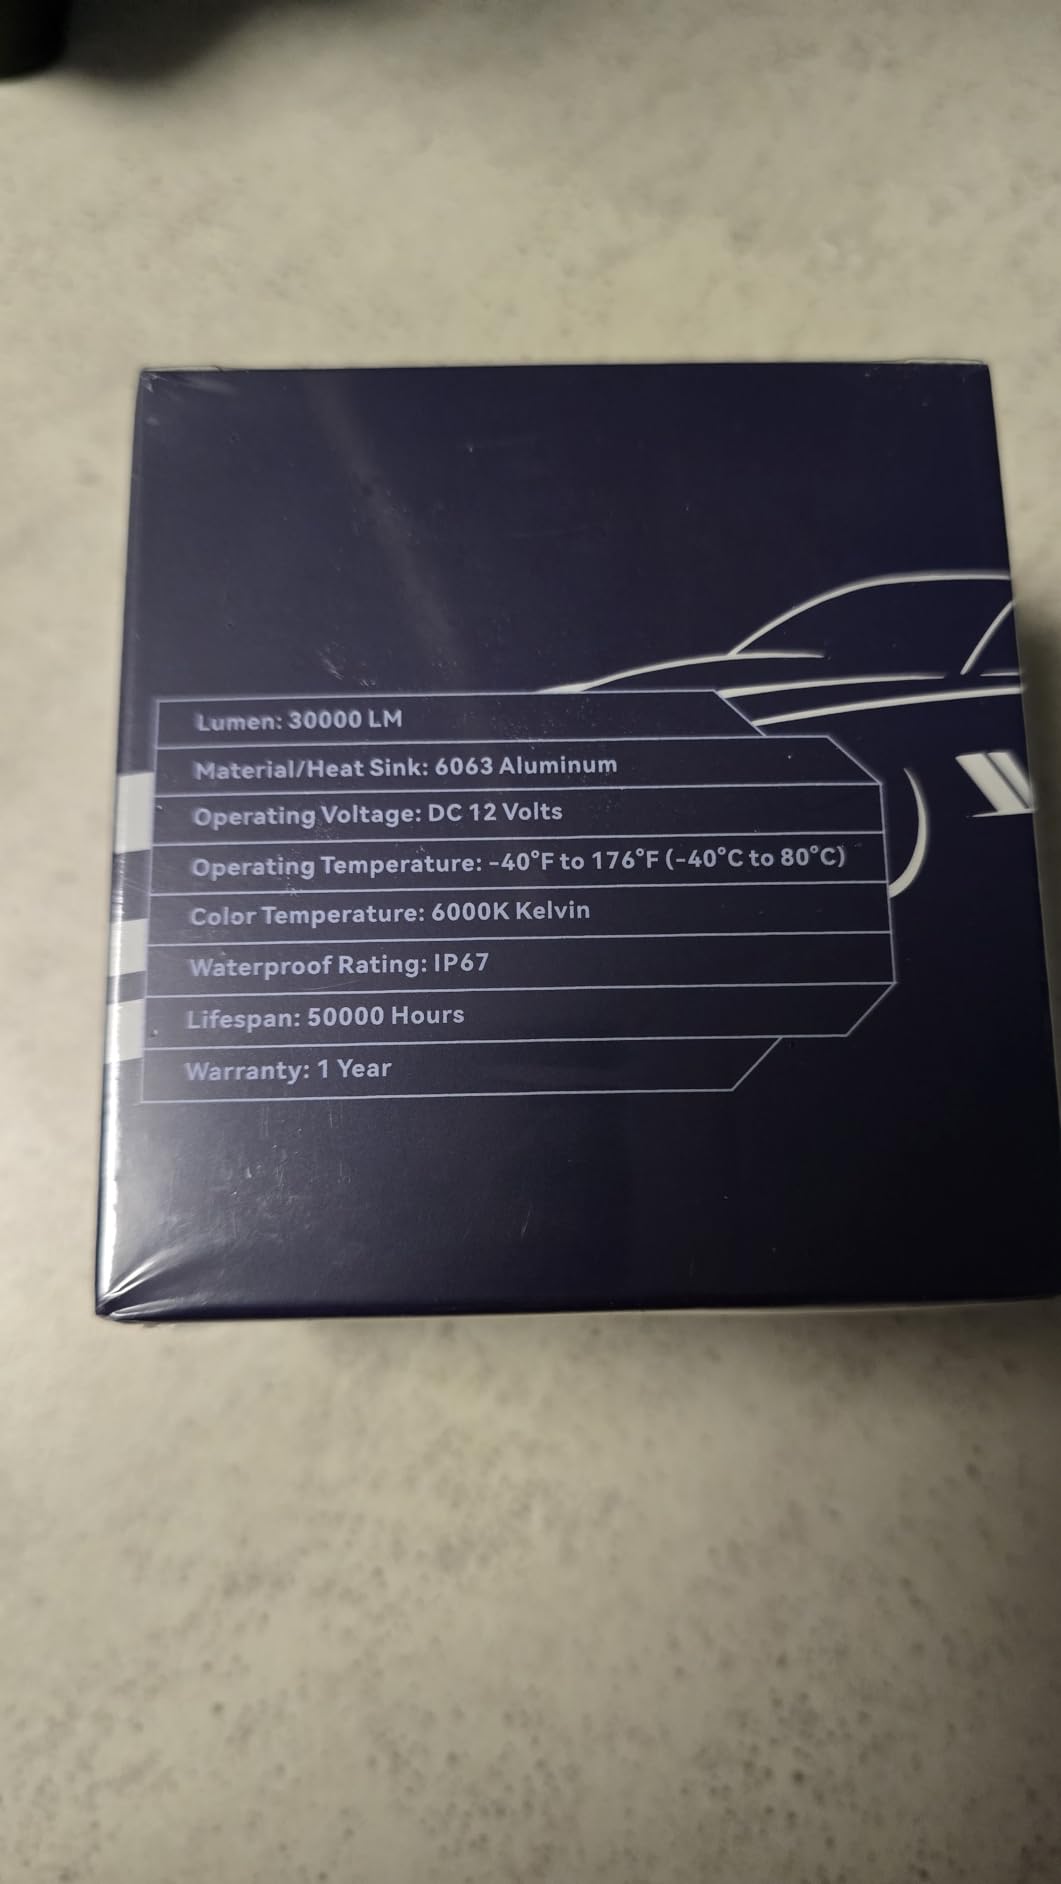 Lumen: 30000 LM
Material/Heat Sink: 6063 Aluminum
Operating Voltage: DC 12 Volts
Operating Temperature: -40°F to 176°F (-40°C to 80°C)
Color Temperature: 6000K Kelvin
Waterproof Rating: IP67
Lifespan: 50000 Hours
Warranty: 1 Year